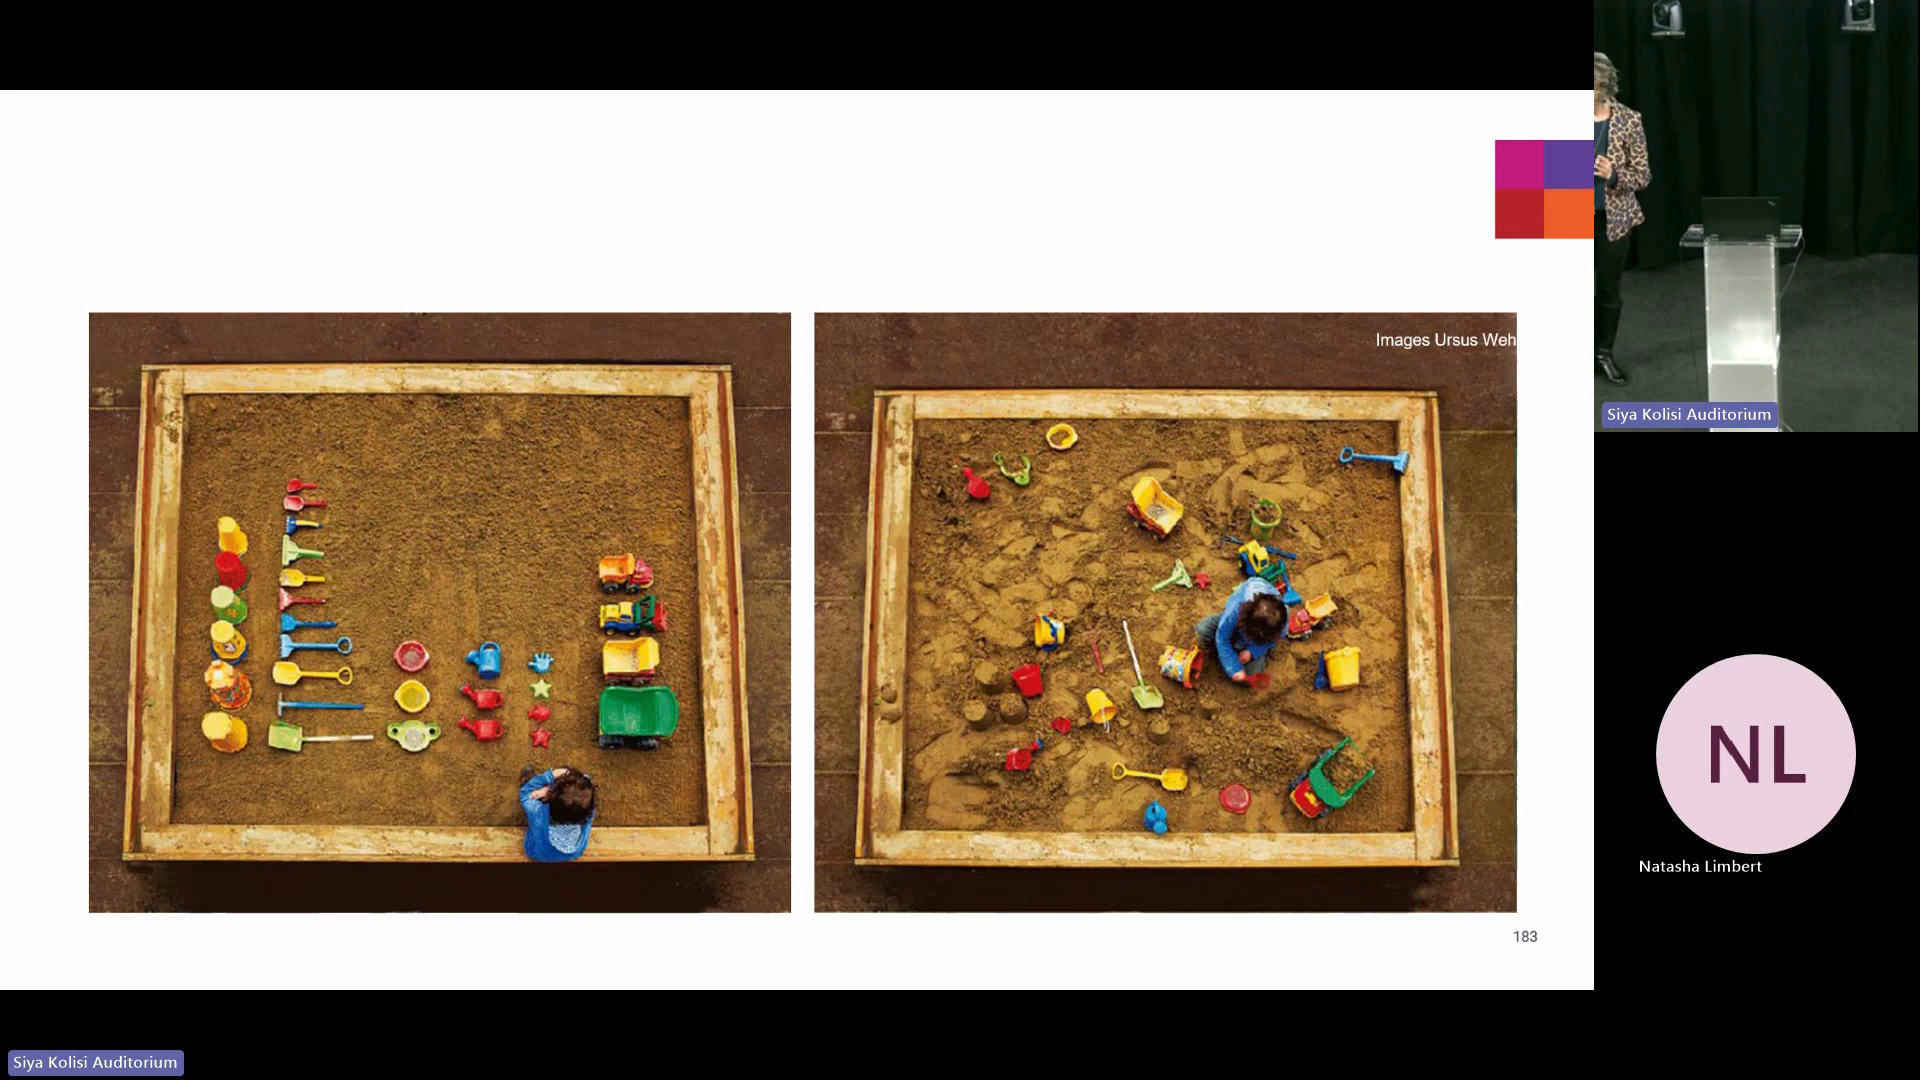 Images Ursus Weh
183
Siya Kolisi Auditorium
NL
Natasha Limbert
Siya Kolisi Auditorium